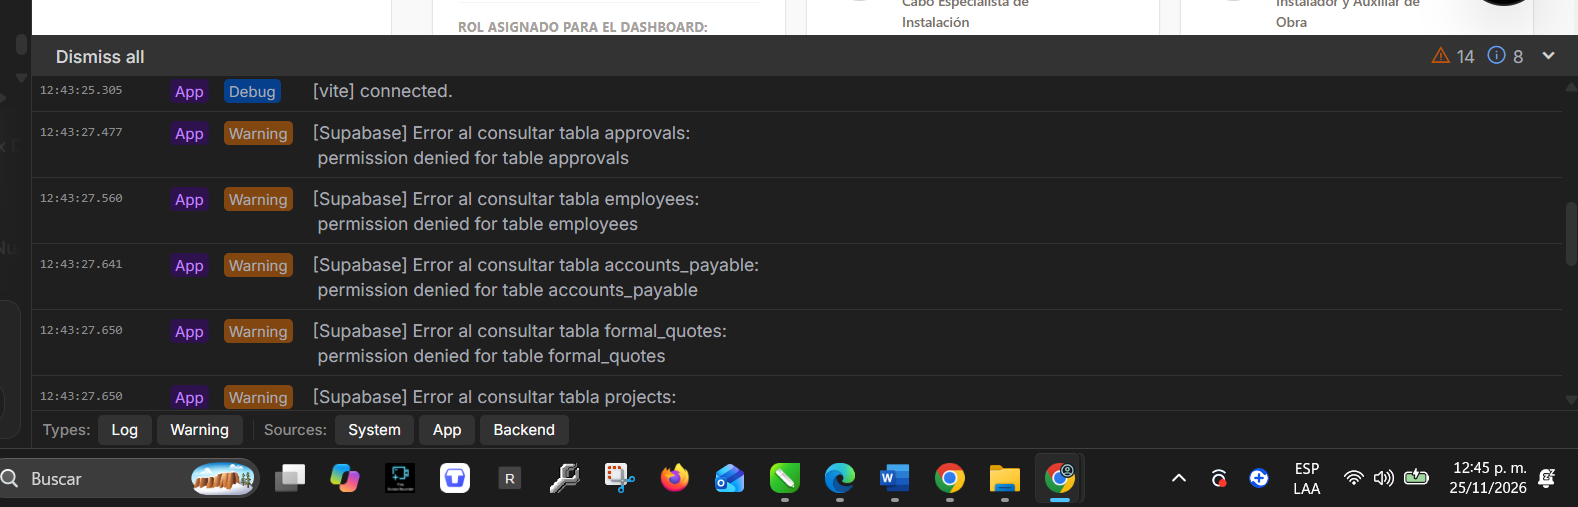 Cabo Especialista de
Instalación
Instalador y Auxiliar de
Obra
ROL ASIGNADO PARA EL DASHBOARD:
Dismiss all
14
8
12:43:25.305 App Debug [vite] connected.
12:43:27.477 App Warning [Supabase] Error al consultar tabla approvals:
permission denied for table approvals
12:43:27.560 App Warning [Supabase] Error al consultar tabla employees:
permission denied for table employees
12:43:27.641 App Warning [Supabase] Error al consultar tabla accounts_payable:
permission denied for table accounts_payable
12:43:27.650 App Warning [Supabase] Error al consultar tabla formal_quotes:
permission denied for table formal_quotes
12:43:27.650 App Warning [Supabase] Error al consultar tabla projects:
Types: Log Warning Sources: System App Backend
Buscar
R
ESP
LAA
12:45 p. m.
25/11/2026